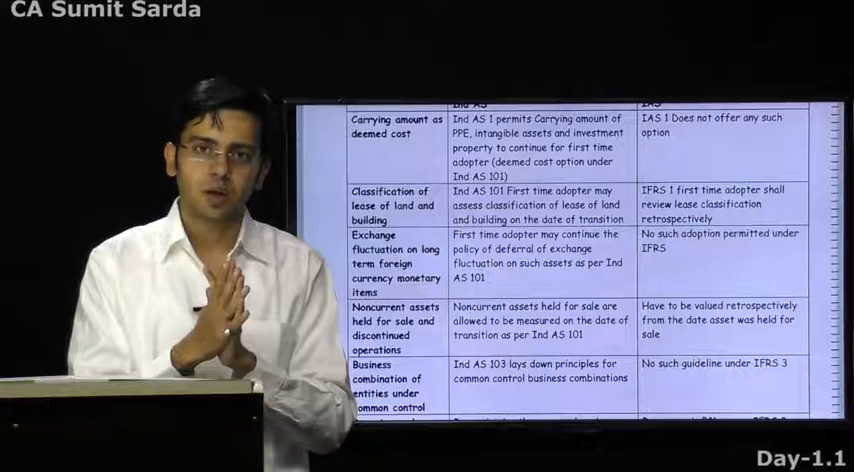 CA Sumit Sarda
Carrying amount as
deemed cost
Ind AS 1 permits Carrying amount of
PPE, intangible assets and investment
property to continue for first time
adopter (deemed cost option under
Ind AS 101)
IAS 1 Does not offer any such
option
Classification of
lease of land and
building
Ind AS 101 First time adopter may
assess classification of lease of land
and building on the date of transition
IFRS 1 first time adopter shall
review lease classification
retrospectively
Exchange
fluctuation on long
term foreign
currency monetary
items
First time adopter may continue the
policy of deferral of exchange
fluctuation on such assets as per Ind
AS 101
No such adoption permitted under
IFRS
Noncurrent assets
held for sale and
discontinued
operations
Noncurrent assets held for sale are
allowed to be measured on the date of
transition as per Ind AS 101
Have to be valued retrospectively
from the date asset was held for
sale
Business
combination of
entities under
common control
Ind AS 103 lays down principles for
common control business combinations
No such guideline under IFRS 3
Day-1.1